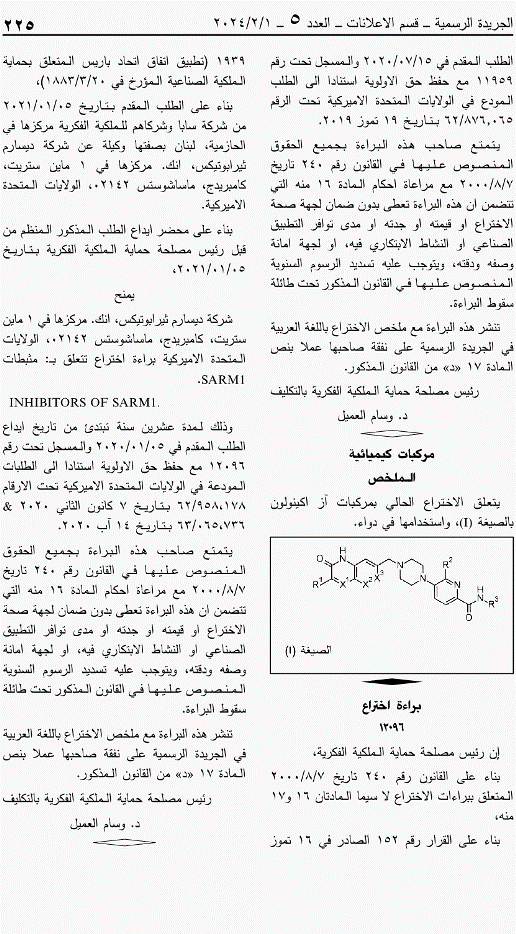 الجريدة الرسمية ــ قسم الاعلانات ــ العدد ٥ ــ ٢٠٢٤/٢/١
٢٢٥
الطلب المقدم في ٢٠٢٠/٠٧/١٥ والمسجل تحت رقم
١١٩٥٩ مع حفظ حق الاولوية استنادا الى الطلب
المودع في الولايات المتحدة الاميركية تحت الرقم
٦٢/٨٧٦,٠٦٥ بتاريخ ١٩ تموز ٢٠١٩.
يتمتع صاحب هذه البراءة بجميع الحقوق
المنصوص عليها في القانون رقم ٢٤٠ تاريخ
٢٠٠٠/٨/٧ مع مراعاة احكام المادة ١٦ منه التي
تتضمن ان هذه البراءة تعطى بدون ضمان لجهة صحة
الاختراع او قيمته او جدته او مدى توافر التطبيق
الصناعي او النشاط الابتكاري فيه، او لجهة امانة
وصفه ودقته، ويتوجب عليه تسديد الرسوم السنوية
المنصوص عليها في القانون المذكور تحت طائلة
سقوط البراءة.
تنشر هذه البراءة مع ملخص الاختراع باللغة العربية
في الجريدة الرسمية على نفقة صاحبها عملا بنص
المادة ١٧ «د» من القانون المذكور.
رئيس مصلحة حماية الملكية الفكرية بالتكليف
د. وسام العميل
مركبات كيميائية
الملخص
يتعلق الاختراع الحالي بمركبات أز اكينولون
بالصيغة (I)، واستخدامها في دواء.
O
H
N
R¹
X¹
X²
X³
N
N
R²
N
O
H
N
R³
الصيغة (I)
براءة اختراع
١٢٠٩٦
إن رئيس مصلحة حماية الملكية الفكرية،
بناء على القانون رقم ٢٤٠ تاريخ ٢٠٠٠/٨/٧
المتعلق ببراءات الاختراع لا سيما المادتان ١٦ و١٧
منه،
بناء على القرار رقم ١٥٢ الصادر في ١٦ تموز
١٩٣٩ (تطبيق اتفاق اتحاد باريس المتعلق بحماية
الملكية الصناعية المؤرخ في ١٨٨٣/٣/٢٠)،
بناء على الطلب المقدم بتاريخ ٢٠٢١/٠١/٠٥
من شركة سابا وشركاهم للملكية الفكرية مركزها في
الحازمية، لبنان بصفتها وكيلة عن شركة ديسارم
ثيرابوتيكس، انك. مركزها في ١ ماين ستريت،
كامبريدج، ماساشوستس ٠٢١٤٢، الولايات المتحدة
الاميركية.
بناء على محضر ايداع الطلب المذكور المنظم من
قبل رئيس مصلحة حماية الملكية الفكرية بتاريخ
٢٠٢١/٠١/٠٥،
يمنح
شركة ديسارم ثيرابوتيكس، انك. مركزها في ١ ماين
ستريت، كامبريدج، ماساشوستس ٠٢١٤٢، الولايات
المتحدة الاميركية براءة اختراع تتعلق بـ: مثبطات
SARM1.
INHIBITORS OF SARM1.
وذلك لمدة عشرين سنة تبتدئ من تاريخ ايداع
الطلب المقدم في ٢٠٢٠/٠١/٠٥ والمسجل تحت رقم
١٢٠٩٦ مع حفظ حق الاولوية استنادا الى الطلبات
المودعة في الولايات المتحدة الاميركية تحت الارقام
٦٢/٩٥٨,١٧٨ بتاريخ ٧ كانون الثاني ٢٠٢٠ &
٦٣/٠٦٥,٧٣٦ بتاريخ ١٤ آب ٢٠٢٠.
يتمتع صاحب هذه البراءة بجميع الحقوق
المنصوص عليها في القانون رقم ٢٤٠ تاريخ
٢٠٠٠/٨/٧ مع مراعاة احكام المادة ١٦ منه التي
تتضمن ان هذه البراءة تعطى بدون ضمان لجهة صحة
الاختراع او قيمته او جدته او مدى توافر التطبيق
الصناعي او النشاط الابتكاري فيه، او لجهة امانة
وصفه ودقته، ويتوجب عليه تسديد الرسوم السنوية
المنصوص عليها في القانون المذكور تحت طائلة
سقوط البراءة.
تنشر هذه البراءة مع ملخص الاختراع باللغة العربية
في الجريدة الرسمية على نفقة صاحبها عملا بنص
المادة ١٧ «د» من القانون المذكور.
رئيس مصلحة حماية الملكية الفكرية بالتكليف
د. وسام العميل